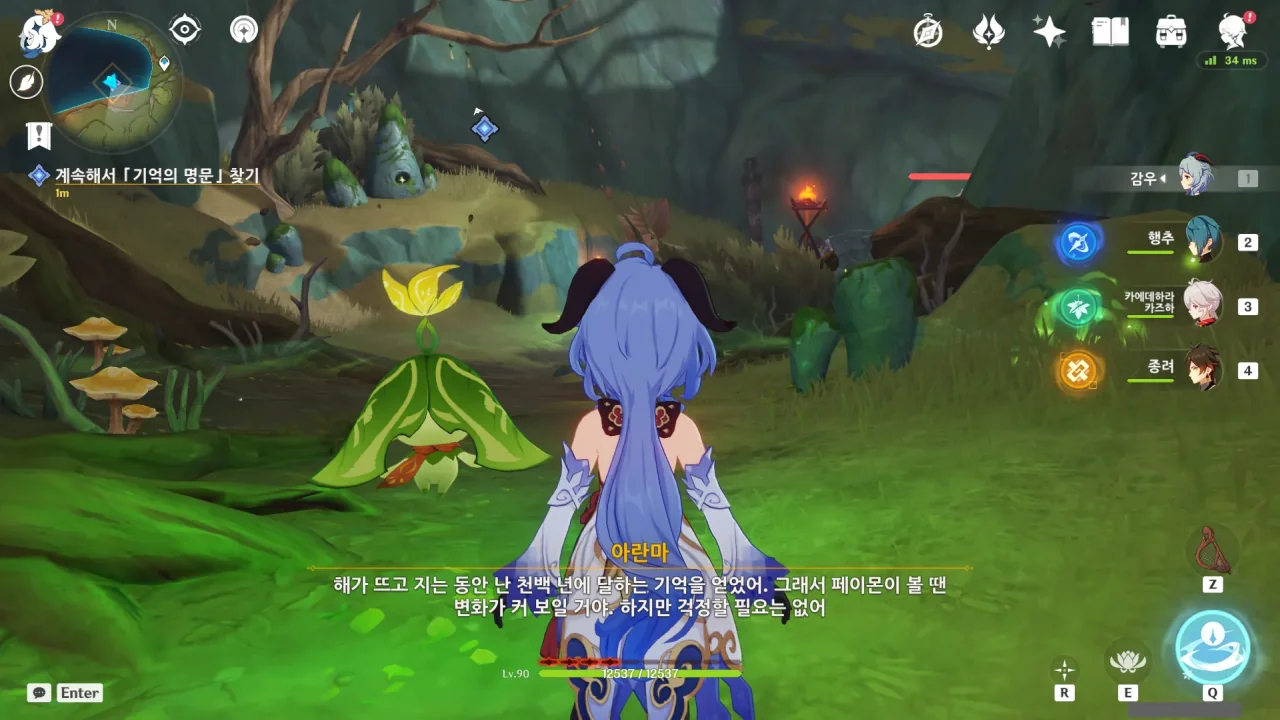 N
34 ms
계속해서 「기억의 명문」 찾기
1m
감우
1
행추
2
카에데하라
카즈하
3
종려
4
아란마
해가 뜨고 지는 동안 난 천백 년에 달하는 기억을 얻었어. 그래서 페이몬이 볼 땐
변화가 커 보일 거야. 하지만 걱정할 필요는 없어
Z
Lv.90
12537 / 12537
Enter
R
E
Q